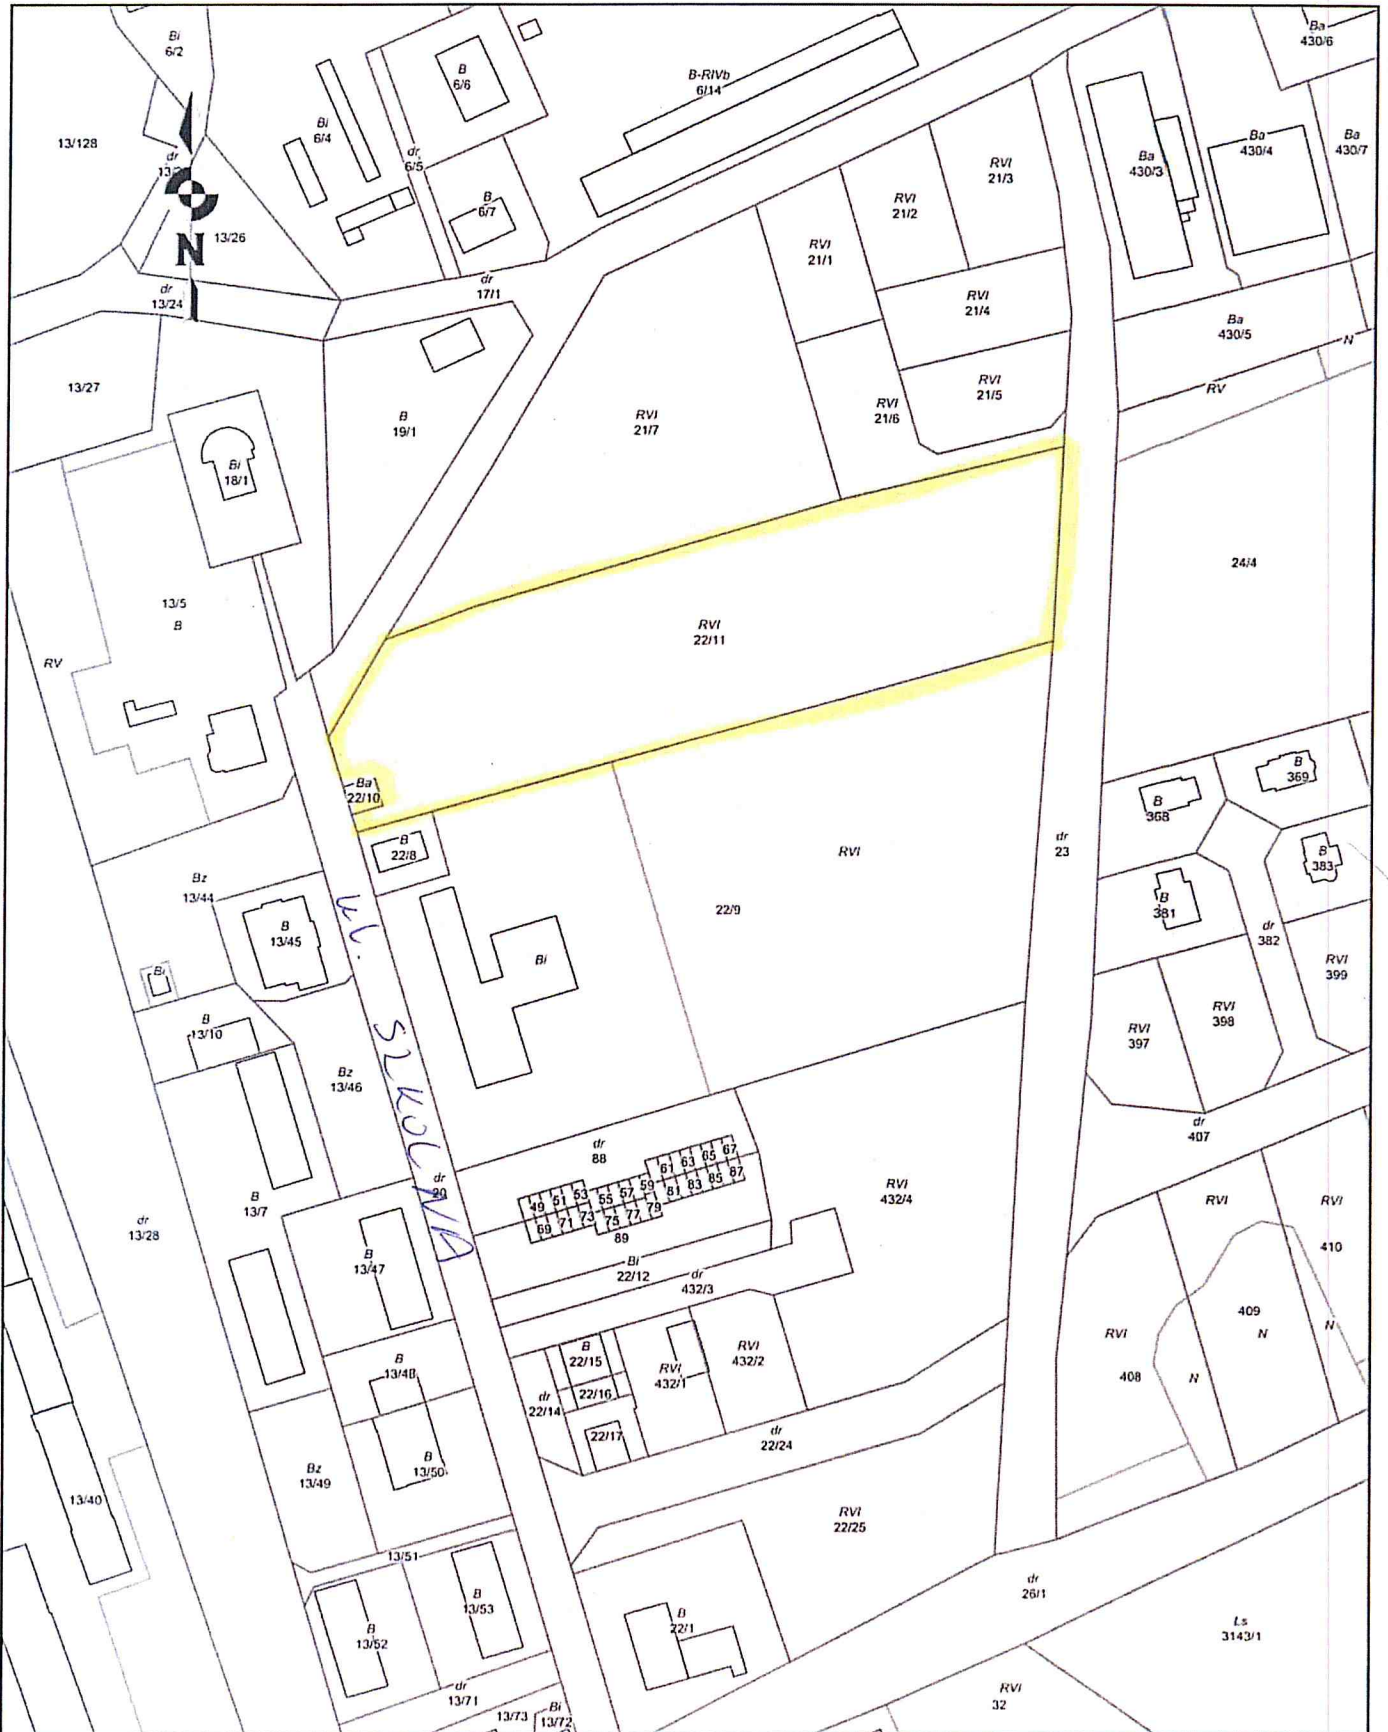 Bi
6/2
B
6/6
B-RIVb
6/14
Ba
430/6
13/128
Bi
6/4
dr
6/5
RVI
21/3
Ba
430/3
Ba
430/4
Ba
430/7
dr
B
6/7
RVI
21/2
N
13/26
RVI
21/1
dr
13/24
dr
17/1
RVI
21/4
Ba
430/5
N
13/27
RVI
21/5
RV
B
19/1
RVI
21/7
RVI
21/6
Bi
18/1
24/4
13/5
B
RVI
22/11
RV
Ba
22/10
B
369
B
368
B
22/8
RVI
dr
23
B
383
Bz
13/44
22/9
B
381
B
13/45
dr
382
Bi
Bi
RVI
399
B
13/10
RVI
398
RVI
397
Bz
13/46
UL. SZKOLNA
dr
407
dr
88
61 63 65 67
dr
20
49 51 53 55 57 59 81 83 85 87
69 71 73 75 77 79
89
RVI
432/4
B
13/7
RVI
RVI
410
dr
13/28
B
13/47
Bi
22/12
dr
432/3
409
N
N
RVI
408
N
B
22/15
RVI
432/1
RVI
432/2
B
13/48
22/16
dr
22/14
22/17
dr
22/24
B
13/50
Bz
13/49
13/40
RVI
22/25
13/51
dr
26/1
B
13/53
B
13/52
B
22/1
Ls
3143/1
dr
13/71
RVI
32
13/73
Bi
13/72